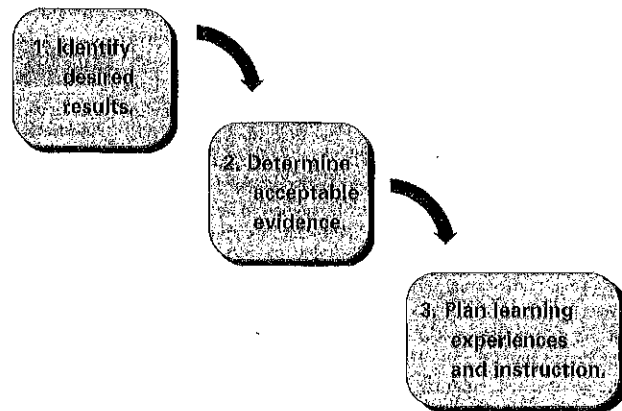 1. Identify
desired
results.
2. Determine
acceptable
evidence.
3. Plan learning
experiences
and instruction.